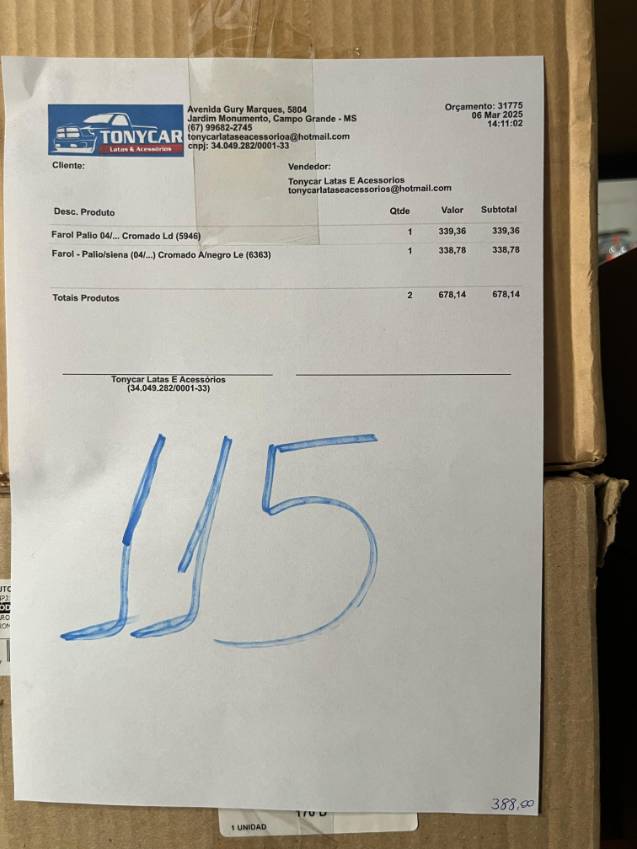 TONYCAR
Latas & Acessórios
Avenida Gury Marques, 5804
Jardim Monumento, Campo Grande - MS
(67) 99682-2745
tonycarlataseacessorioa@hotmail.com
cnpj: 34.049.282/0001-33
Orçamento: 31775
06 Mar 2025
14:11:02
Cliente:
Vendedor:
Tonycar Latas E Acessorios
tonycarlataseacessorios@hotmail.com
Desc. Produto Qtde Valor Subtotal
Farol Palio 04/... Cromado Ld (5946) 1 339,36 339,36
Farol - Palio/siena (04/...) Cromado A/negro Le (6363) 1 338,78 338,78
Totais Produtos 2 678,14 678,14
Tonycar Latas E Acessórios
(34.049.282/0001-33)
115
388,00
1 UNIDAD